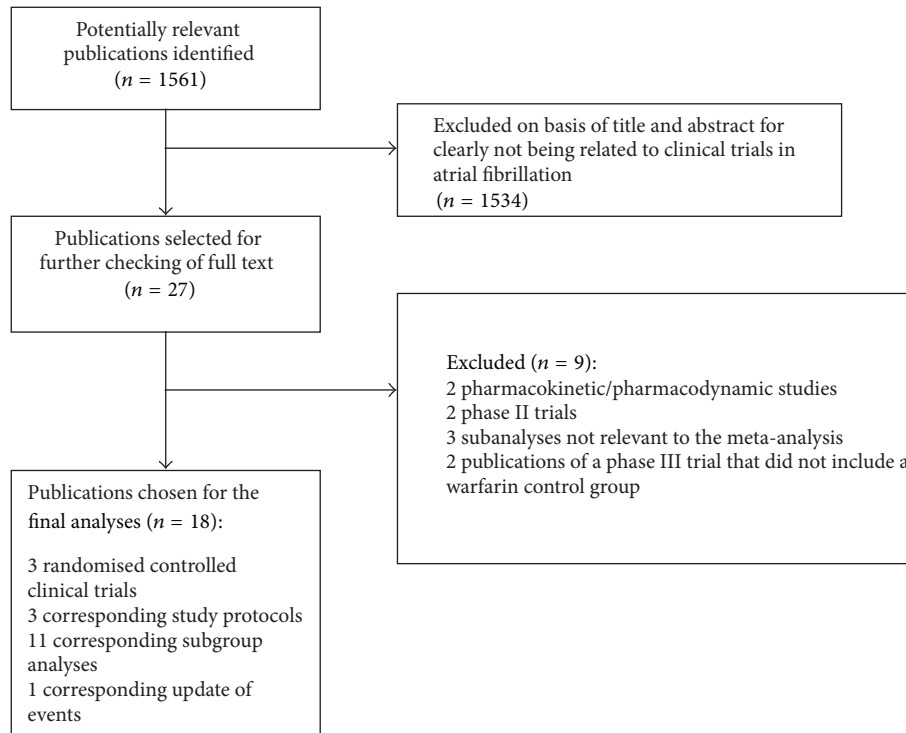 Potentially relevant
publications identified
(n = 1561)
Excluded on basis of title and abstract for
clearly not being related to clinical trials in
atrial fibrillation
(n = 1534)
Publications selected for
further checking of full text
(n = 27)
Excluded (n = 9):
2 pharmacokinetic/pharmacodynamic studies
2 phase II trials
3 subanalyses not relevant to the meta-analysis
2 publications of a phase III trial that did not include a
warfarin control group
Publications chosen for the
final analyses (n = 18):
3 randomised controlled
clinical trials
3 corresponding study protocols
11 corresponding subgroup
analyses
1 corresponding update of
events